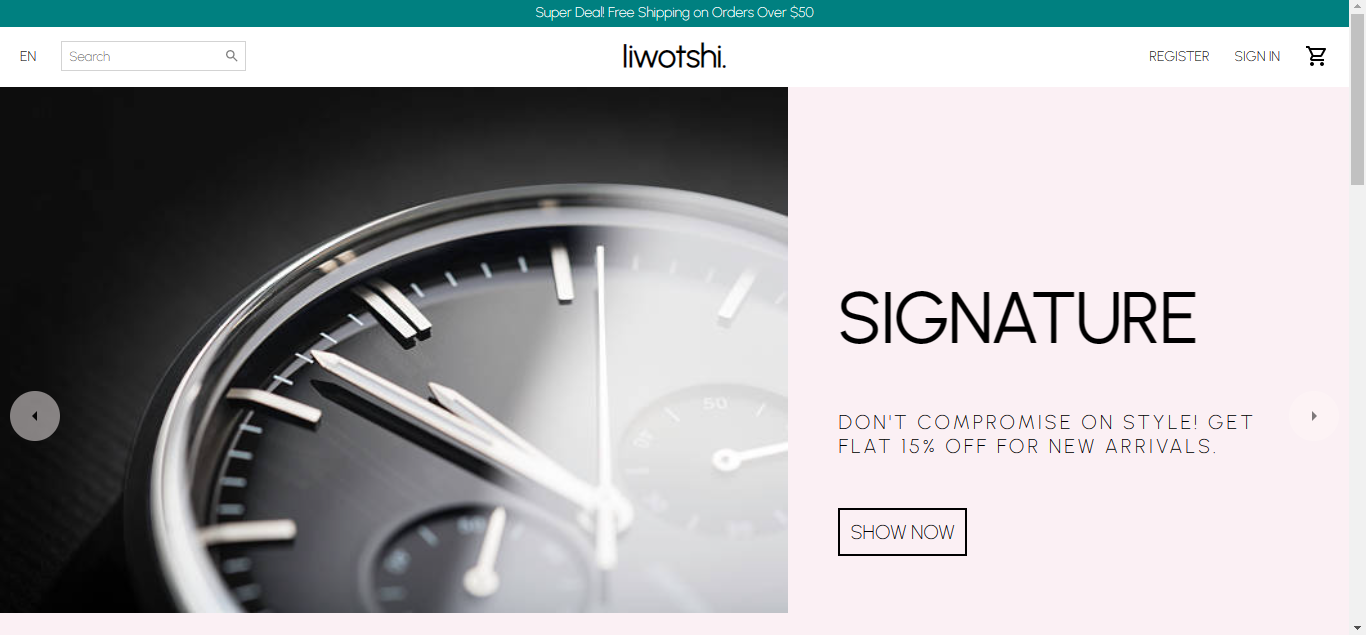 Super Deal! Free Shipping on Orders Over $50
EN
Search
liwotshi.
REGISTER
SIGN IN
SIGNATURE
DON'T COMPROMISE ON STYLE! GET
FLAT 15% OFF FOR NEW ARRIVALS.
SHOW NOW
50